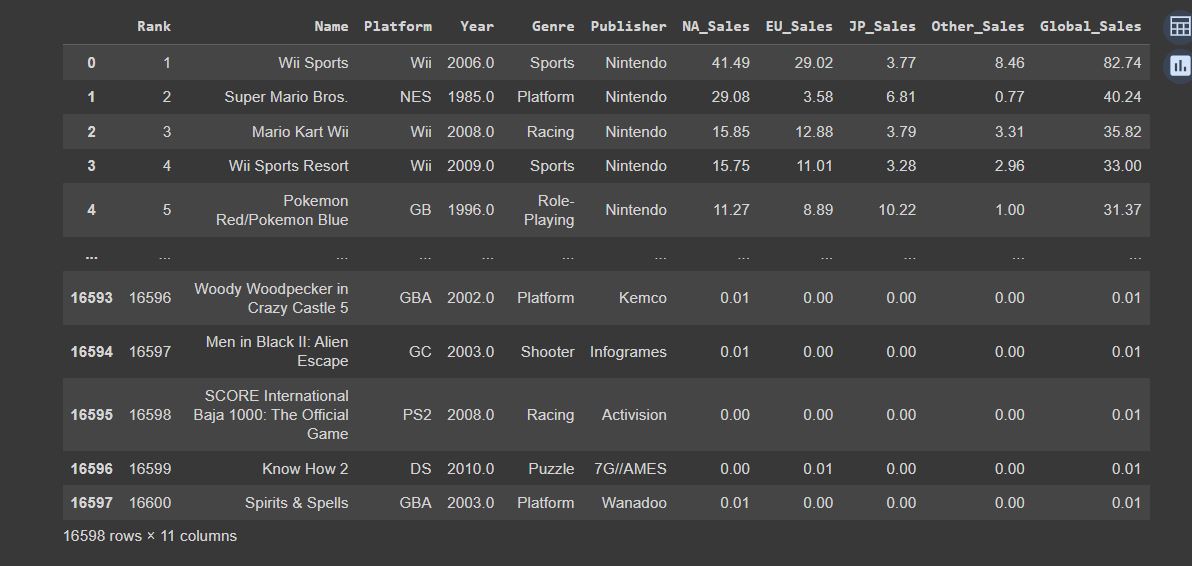 Rank Name Platform Year Genre Publisher NA_Sales EU_Sales JP_Sales Other_Sales Global_Sales
0 1 Wii Sports Wii 2006.0 Sports Nintendo 41.49 29.02 3.77 8.46 82.74
1 2 Super Mario Bros. NES 1985.0 Platform Nintendo 29.08 3.58 6.81 0.77 40.24
2 3 Mario Kart Wii Wii 2008.0 Racing Nintendo 15.85 12.88 3.79 3.31 35.82
3 4 Wii Sports Resort Wii 2009.0 Sports Nintendo 15.75 11.01 3.28 2.96 33.00
4 5 Pokemon Red/Pokemon Blue GB 1996.0 Role-Playing Nintendo 11.27 8.89 10.22 1.00 31.37
... ... ... ... ... ... ... ... ... ... ... ...
16593 16596 Woody Woodpecker in Crazy Castle 5 GBA 2002.0 Platform Kemco 0.01 0.00 0.00 0.00 0.01
16594 16597 Men in Black II: Alien Escape GC 2003.0 Shooter Infogrames 0.01 0.00 0.00 0.00 0.01
16595 16598 SCORE International Baja 1000: The Official Game PS2 2008.0 Racing Activision 0.00 0.00 0.00 0.00 0.01
16596 16599 Know How 2 DS 2010.0 Puzzle 7G//AMES 0.00 0.01 0.00 0.00 0.01
16597 16600 Spirits & Spells GBA 2003.0 Platform Wanadoo 0.01 0.00 0.00 0.00 0.01
16598 rows × 11 columns